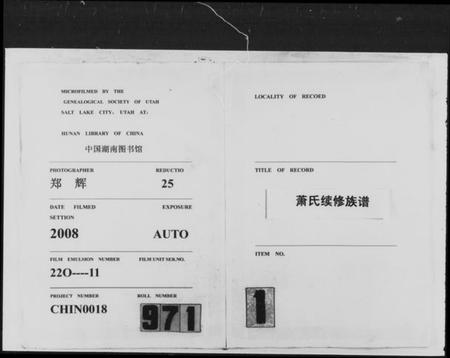 MICROFILMED BY THE
GENEALOGICAL SOCIETY OF UTAH
SALT LAKE CITY, UTAH AT:
HUNAN LIBRARY OF CHINA
中国湖南图书馆
PHOTOGRAPHER REDUCTIO
郑 辉 25
DATE FILMED EXPOSURE
SETTION
2008 AUTO
FILM EMULSION NUMBER FILM UNIT SER.NO.
22O----11
PROJECT NUMBER ROLL NUMBER
CHIN0018 971
LOCALITY OF RECOED
TITLE OF RECORD
萧氏续修族谱
ITEM NO.
1